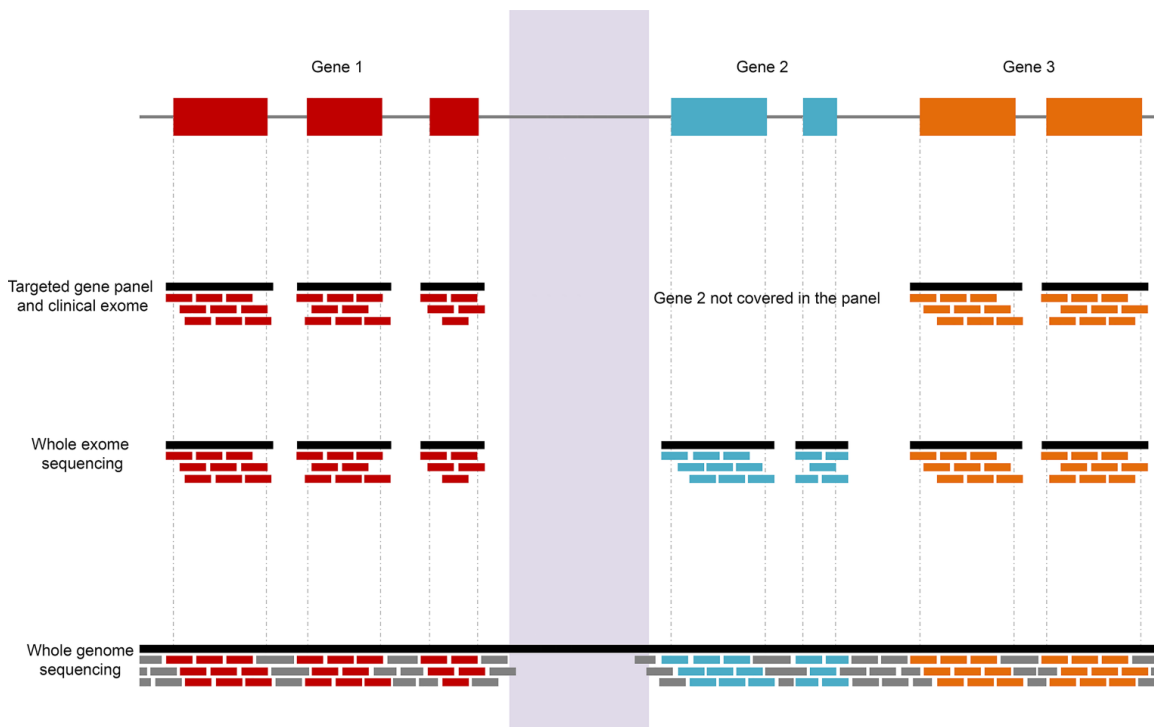 Gene 1
Gene 2
Gene 3
Targeted gene panel
and clinical exome
Gene 2 not covered in the panel
Whole exome
sequencing
Whole genome
sequencing